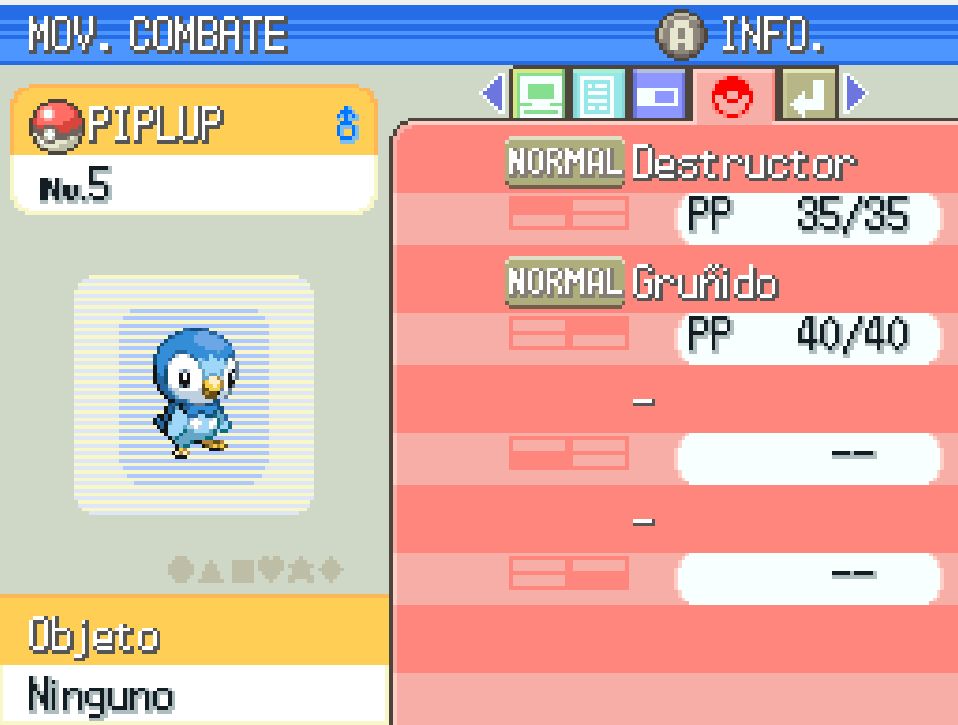 MOV. COMBATE
A INFO.
PIPLUP
Nv.5
NORMAL Destructor
PP 35/35
NORMAL Gruñido
PP 40/40
–
--
–
--
Objeto
Ninguno